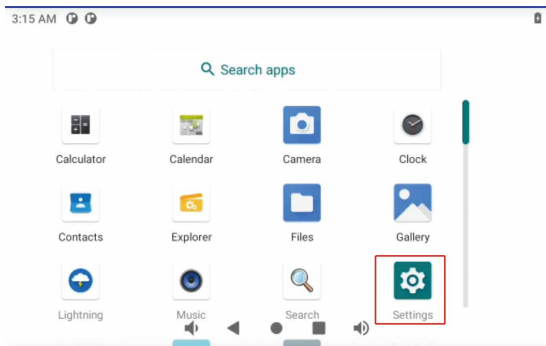 3:15 AM
Search apps
Calculator Calendar Camera Clock
Contacts Explorer Files Gallery
Lightning Music Search Settings